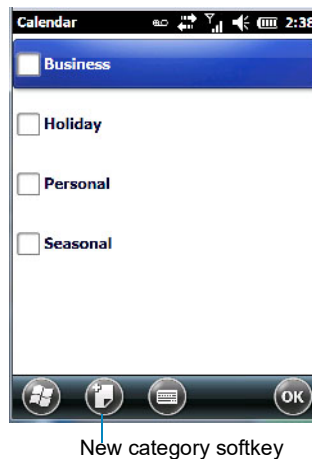 Calendar 2:38
Business
Holiday
Personal
Seasonal
OK
New category softkey